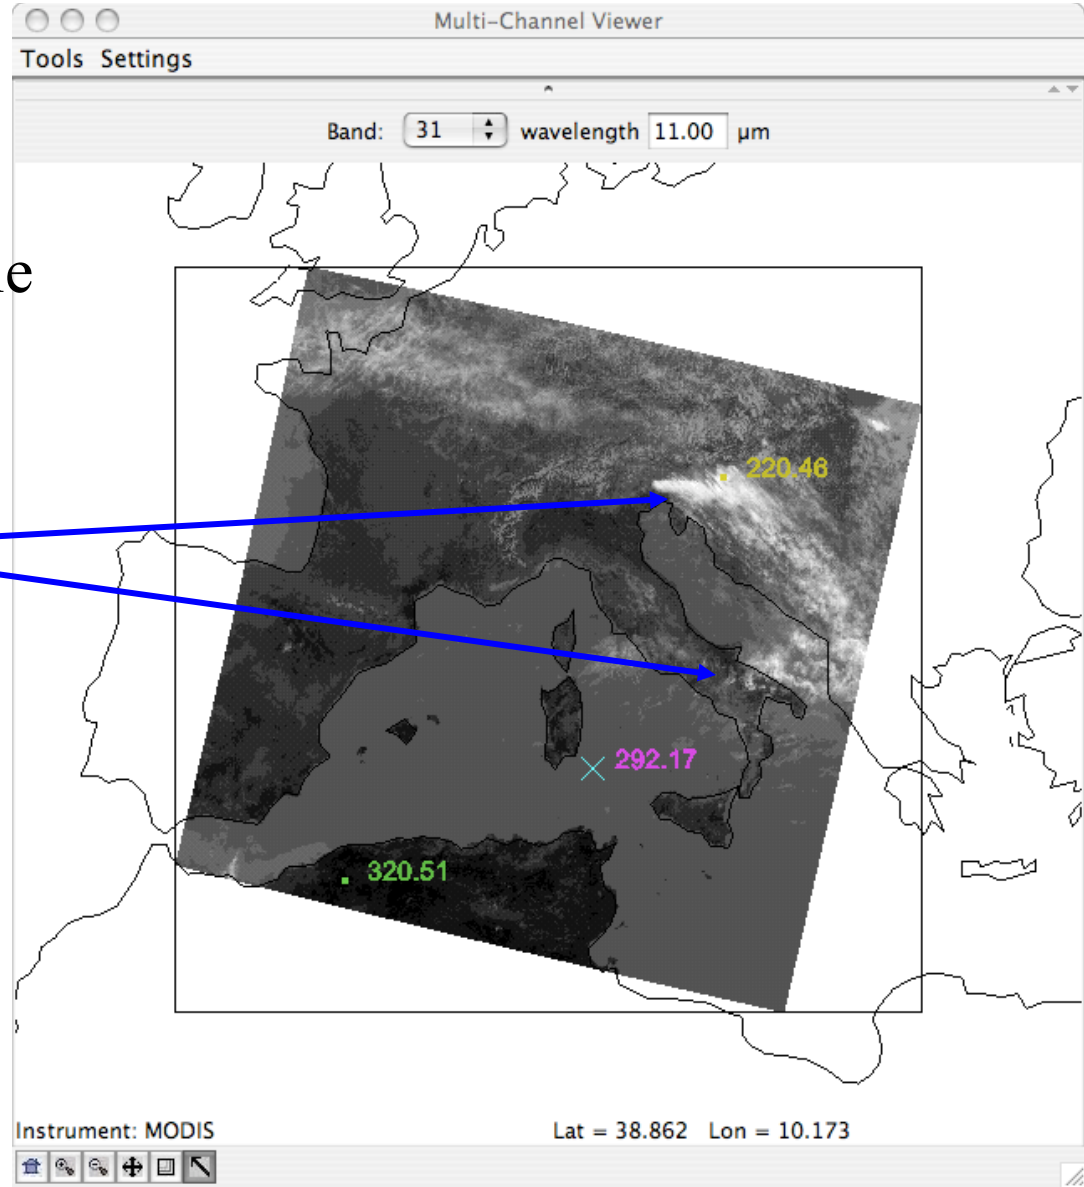 Multi-Channel Viewer
Tools Settings
Band: 31 wavelength 11.00 µm
220.46
292.17
320.51
Instrument: MODIS Lat = 38.862 Lon = 10.173